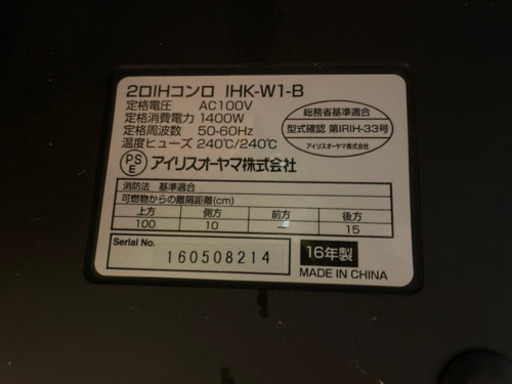 2口IHコンロ IHK-W1-B
定格電圧 AC100V
定格消費電力 1400W
定格周波数 50-60Hz
温度ヒューズ 240℃/240℃
総務省基準適合
型式確認 第IRIH-33号
アイリスオーヤマ株式会社
PSE アイリスオーヤマ株式会社
消防法 基準適合
可燃物からの離隔距離(cm)
上方 側方 前方 後方
100 10 15
Serial No. 160508214
16年製
MADE IN CHINA